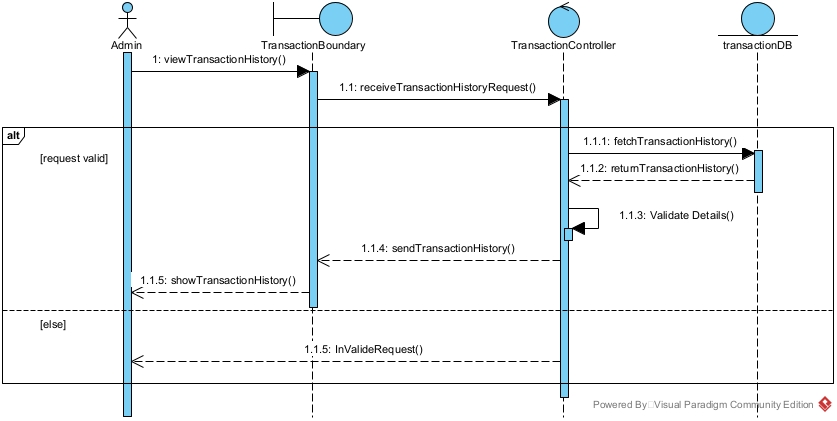 Admin
TransactionBoundary
TransactionController
transactionDB
1: viewTransactionHistory()
1.1: receiveTransactionHistoryRequest()
alt
[request valid]
1.1.1: fetchTransactionHistory()
1.1.2: returnTransactionHistory()
1.1.3: Validate Details()
1.1.4: sendTransactionHistory()
1.1.5: showTransactionHistory()
[else]
1.1.5: InValideRequest()
Powered By Visual Paradigm Community Edition